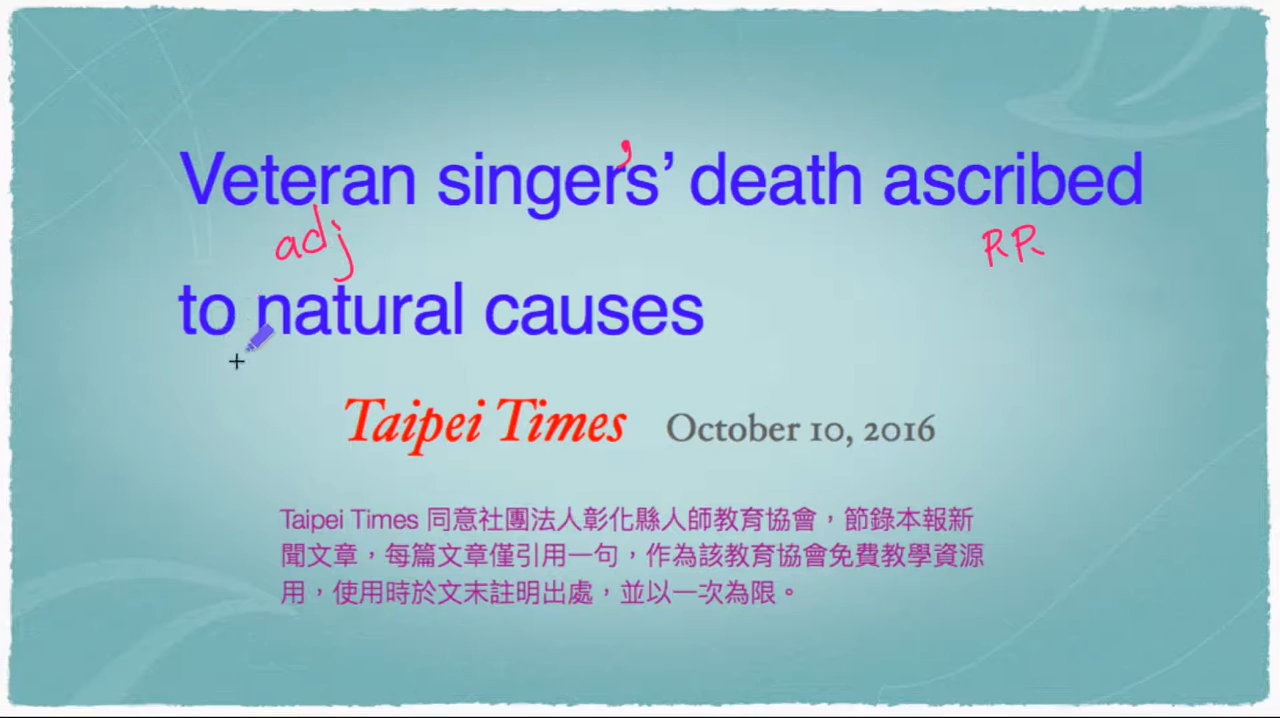 Veteran singers’ death ascribed
adj
P.P.
to natural causes
Taipei Times October 10, 2016
Taipei Times 同意社團法人彰化縣人師教育協會，節錄本報新
聞文章，每篇文章僅引用一句，作為該教育協會免費教學資源
用，使用時於文末註明出處，並以一次為限。